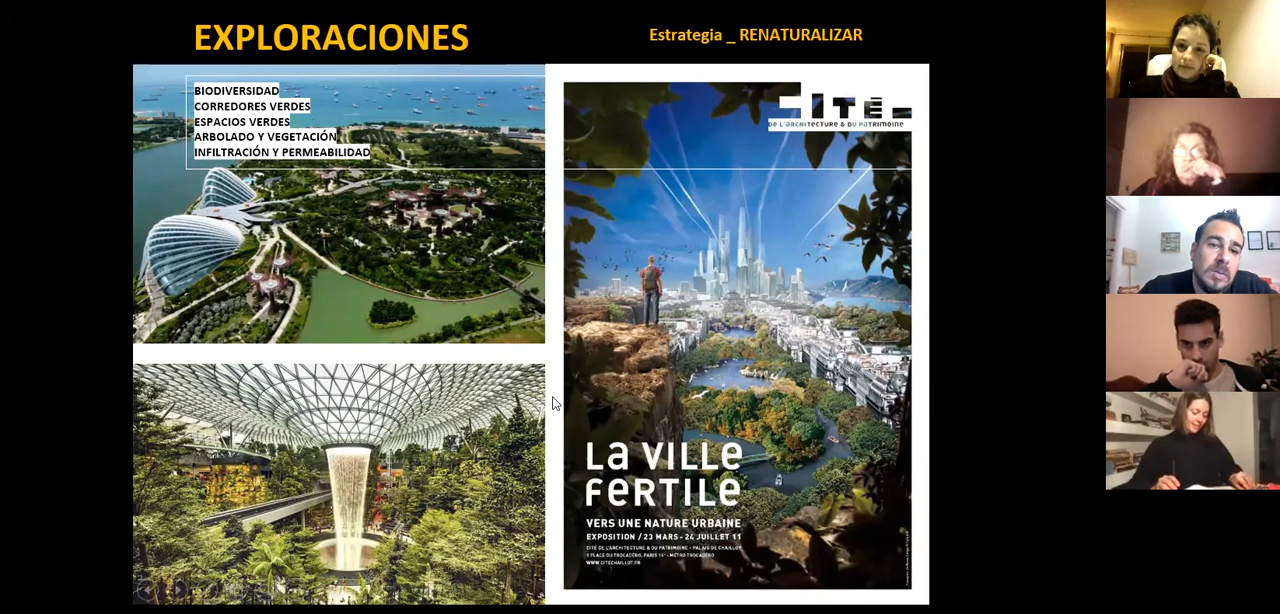 EXPLORACIONES
Estrategia _ RENATURALIZAR
BIODIVERSIDAD
CORREDORES VERDES
ESPACIOS VERDES
ARBOLADO Y VEGETACIÓN
INFILTRACIÓN Y PERMEABILIDAD
CITÉ
DE L'ARCHITECTURE & DU PATRIMOINE
La VILLE
FERTILE
VERS UNE NATURE URBAINE
EXPOSITION / 23 MARS - 24 JUILLET 11
CITÉ DE L'ARCHITECTURE & DU PATRIMOINE - PALAIS DE CHAILLOT
1 PLACE DU TROCADÉRO, PARIS 16e - MÉTRO TROCADÉRO
WWW.CITECHAILLOT.FR